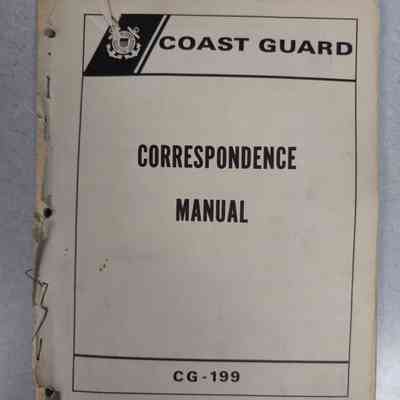 COAST GUARD
CORRESPONDENCE
MANUAL
CG-199